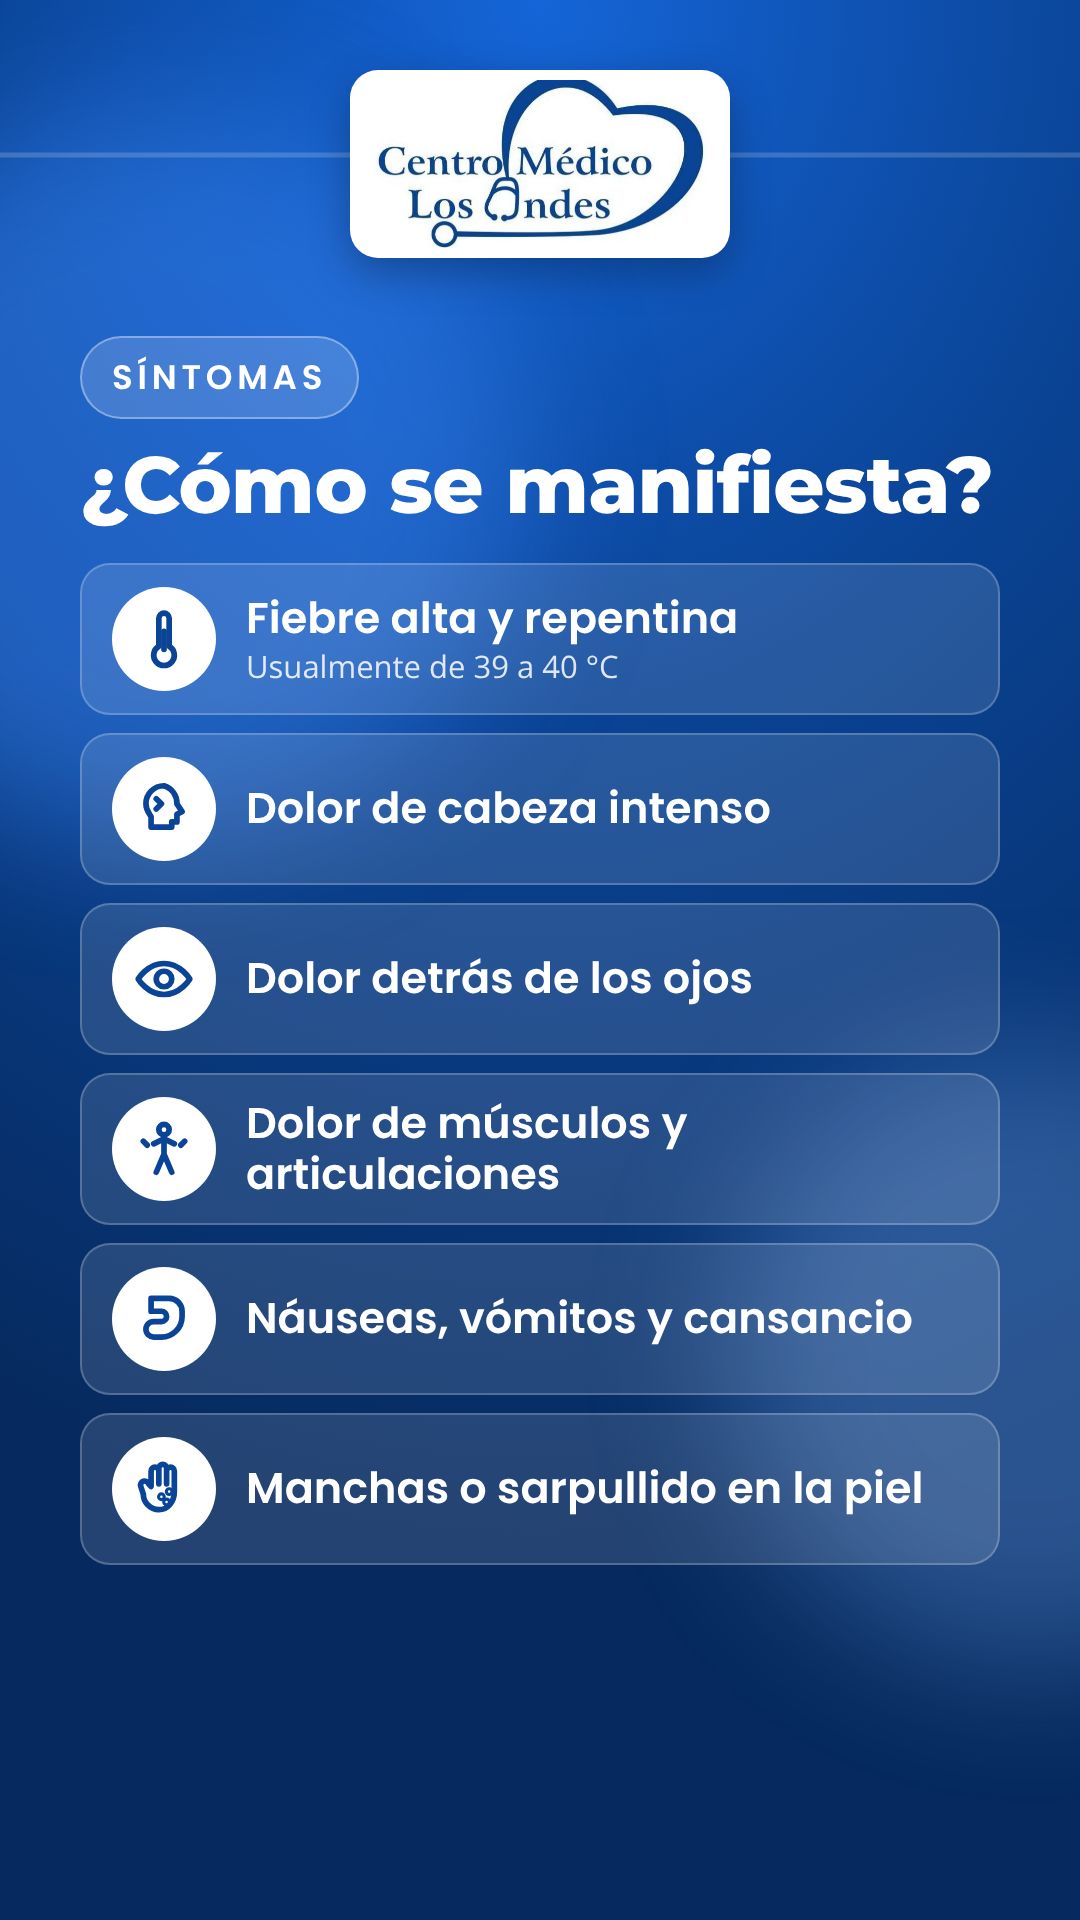 Centro Médico
Los Andes
SÍNTOMAS
¿Cómo se manifiesta?
Fiebre alta y repentina
Usualmente de 39 a 40 °C
Dolor de cabeza intenso
Dolor detrás de los ojos
Dolor de músculos y
articulaciones
Náuseas, vómitos y cansancio
Manchas o sarpullido en la piel